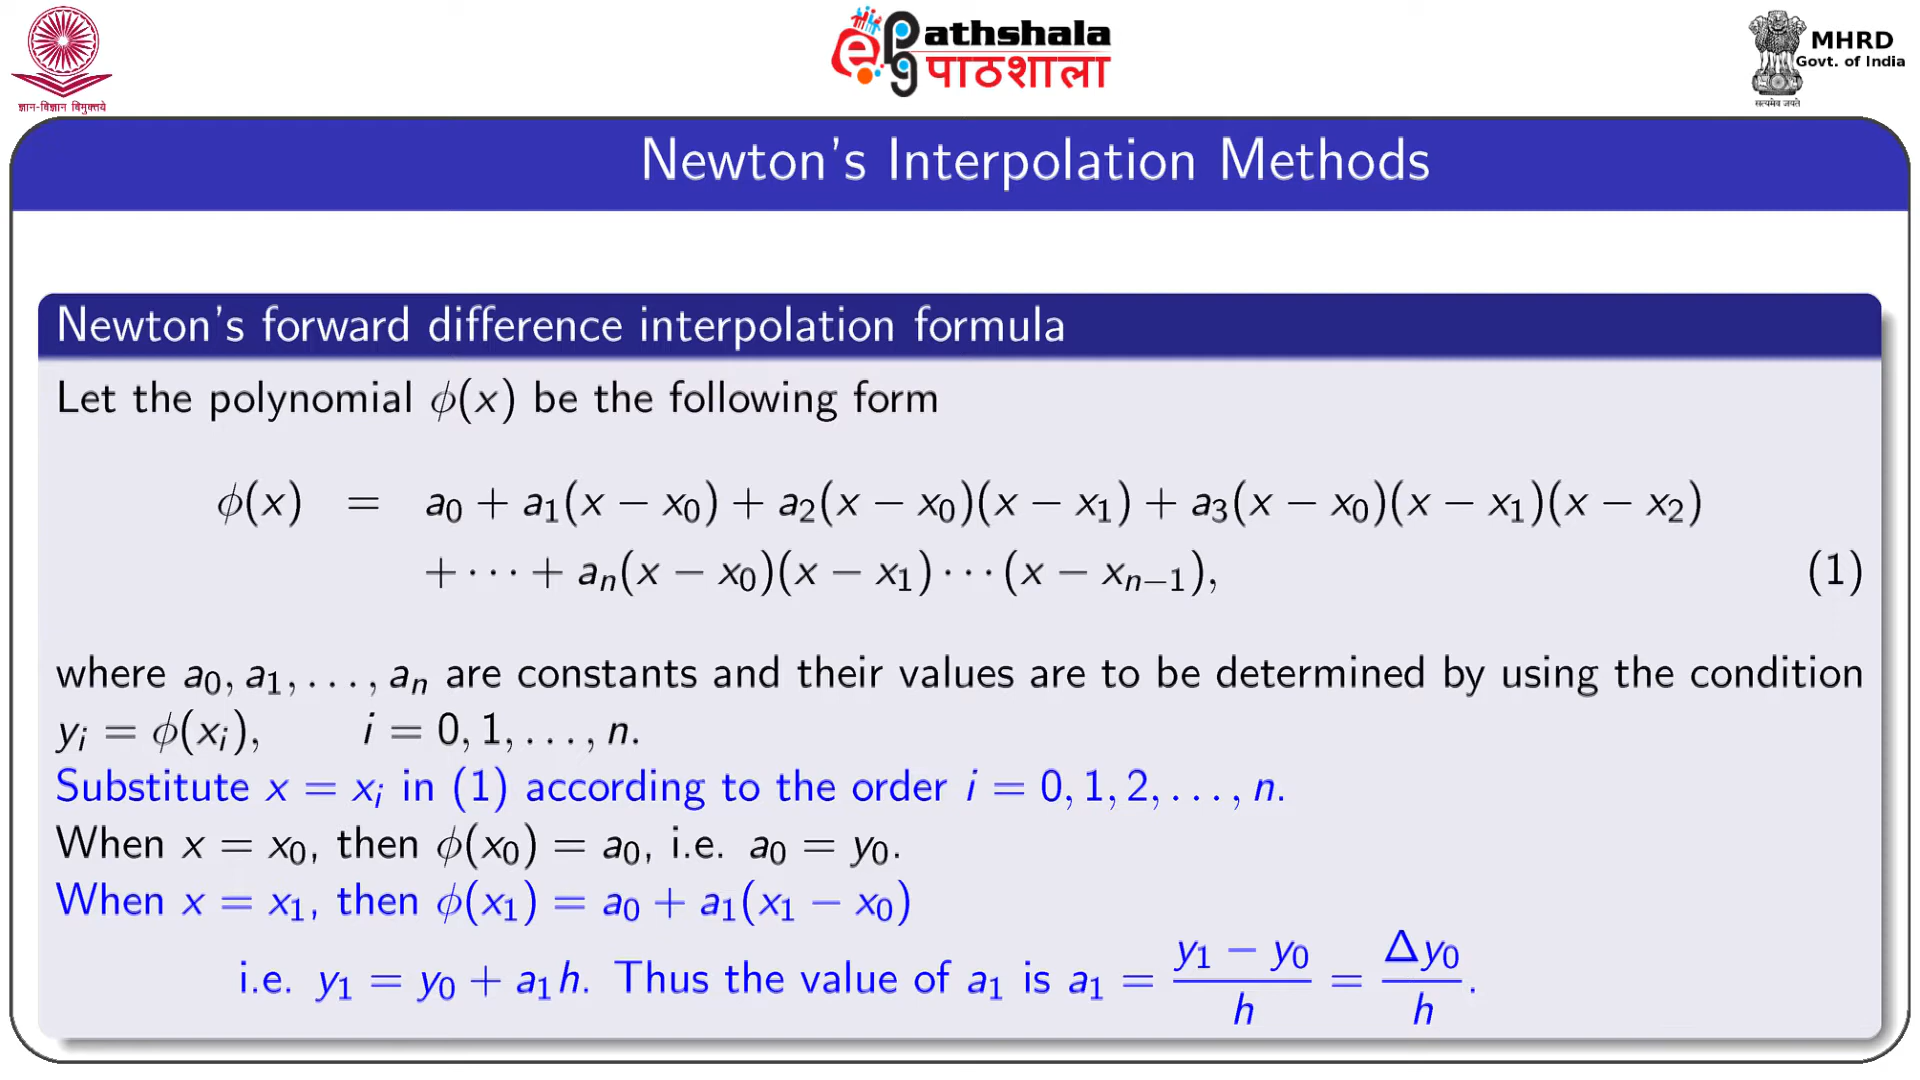 ज्ञान-विज्ञान विमुक्तये
ePathshala
पाठशाला
MHRD
Govt. of India
सत्यमेव जयते
Newton's Interpolation Methods
Newton's forward difference interpolation formula
Let the polynomial ϕ(x) be the following form
ϕ(x) = a₀ + a₁(x − x₀) + a₂(x − x₀)(x − x₁) + a₃(x − x₀)(x − x₁)(x − x₂)
+ ··· + aₙ(x − x₀)(x − x₁) ··· (x − xₙ₋₁), (1)
where a₀, a₁, . . . , aₙ are constants and their values are to be determined by using the condition
yᵢ = ϕ(xᵢ), i = 0, 1, . . . , n.
Substitute x = xᵢ in (1) according to the order i = 0, 1, 2, . . . , n.
When x = x₀, then ϕ(x₀) = a₀, i.e. a₀ = y₀.
When x = x₁, then ϕ(x₁) = a₀ + a₁(x₁ − x₀)
i.e. y₁ = y₀ + a₁h. Thus the value of a₁ is a₁ = (y₁ − y₀)/h = Δy₀/h.